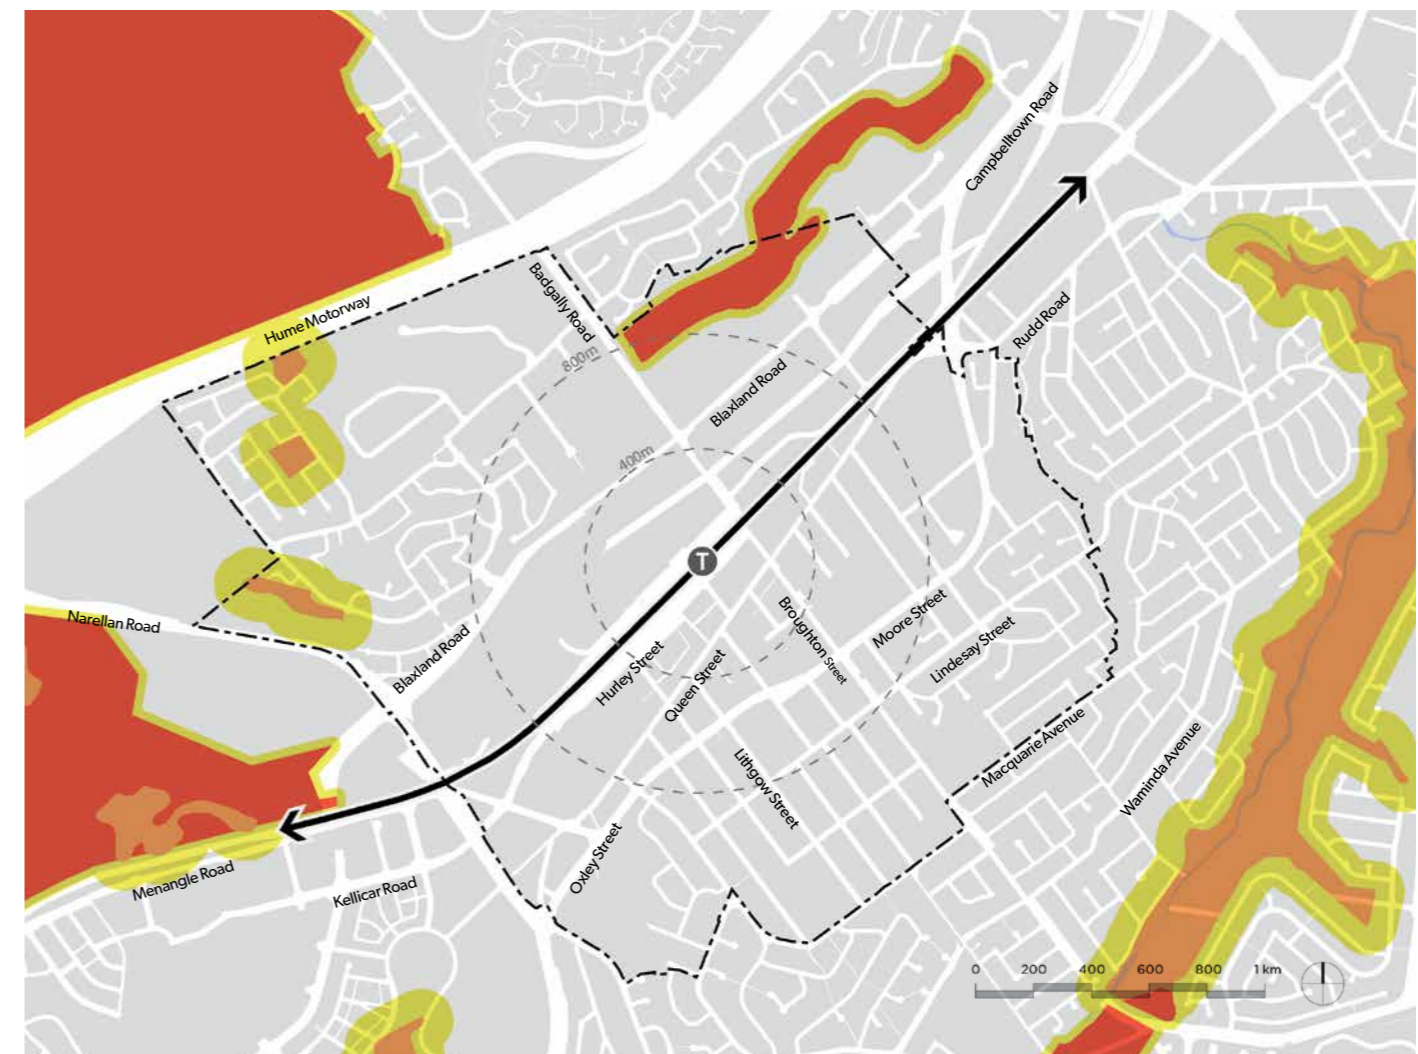 Campbelltown Road
Hume Motorway
Badgally Road
Rudd Road
800m
Blaxland Road
400m
T
Narellan Road
Blaxland Road
Hurley Street
Queen Street
Broughton Street
Moore Street
Lindesay Street
Macquarie Avenue
Waminda Avenue
Lithgow Street
Oxley Street
Menangle Road
Kellicar Road
0 200 400 600 800 1 km